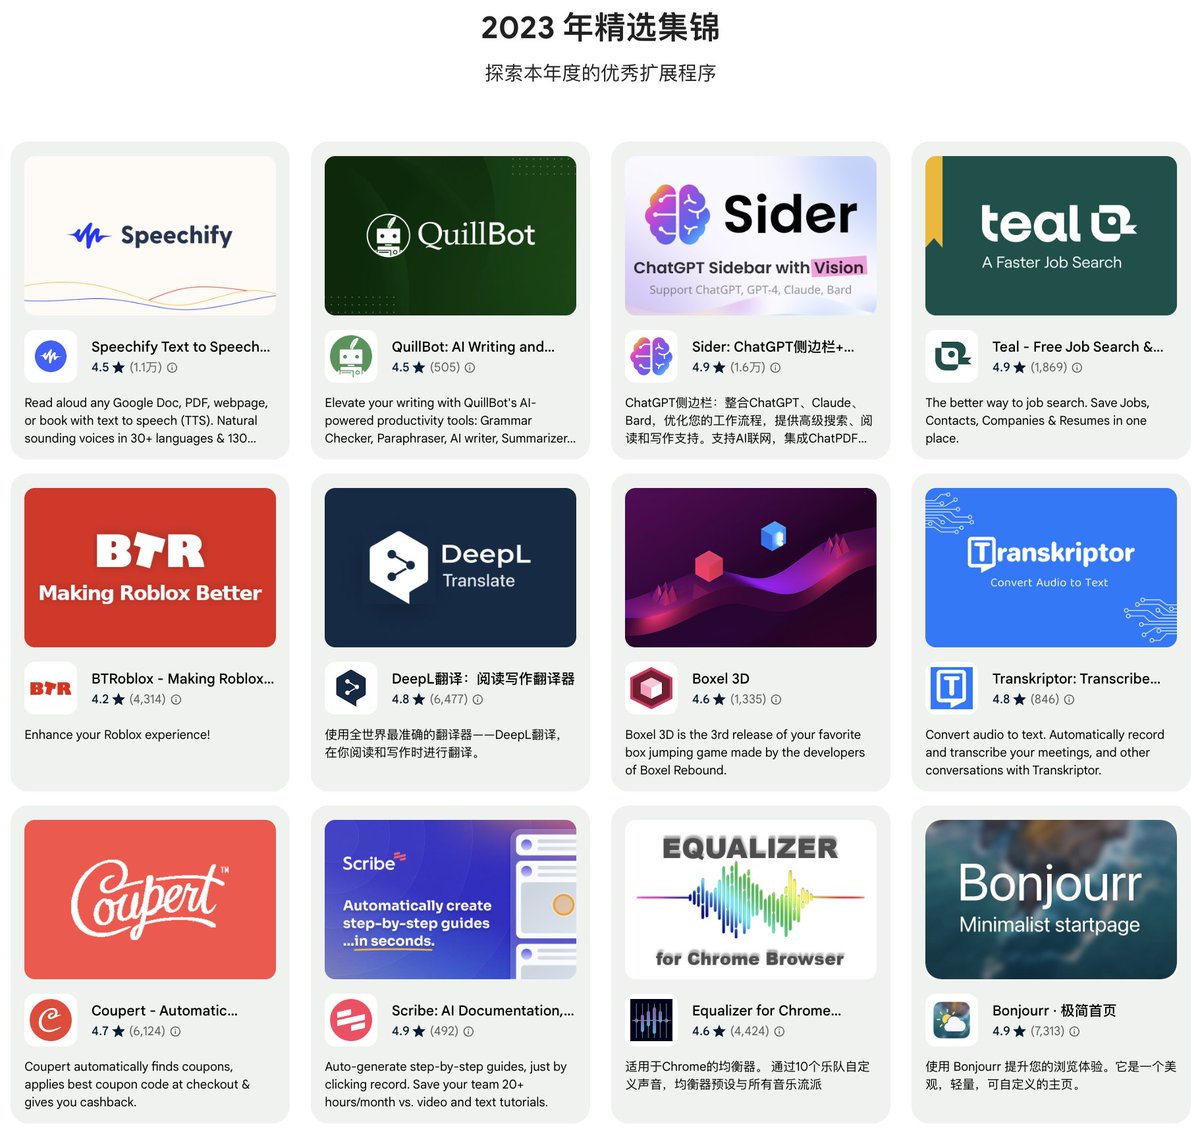 2023 年精选集锦
探索本年度的优秀扩展程序
Speechify
Speechify Text to Speech...
4.5 ★ (1.1万)
Read aloud any Google Doc, PDF, webpage,
or book with text to speech (TTS). Natural
sounding voices in 30+ languages & 130...
QuillBot
QuillBot: AI Writing and...
4.5 ★ (505)
Elevate your writing with QuillBot's AI-
powered productivity tools: Grammar
Checker, Paraphraser, AI writer, Summarizer...
Sider
ChatGPT Sidebar with Vision
Support ChatGPT, GPT-4, Claude, Bard
Sider: ChatGPT侧边栏+...
4.9 ★ (1.6万)
ChatGPT侧边栏：整合ChatGPT、Claude、
Bard，优化您的工作流程，提供高级搜索、阅
读和写作支持。支持AI联网，集成ChatPDF...
teal
A Faster Job Search
Teal - Free Job Search &...
4.9 ★ (1,869)
The better way to job search. Save Jobs,
Contacts, Companies & Resumes in one
place.
BTR
Making Roblox Better
BTR
BTRoblox - Making Roblox...
4.2 ★ (4,314)
Enhance your Roblox experience!
DeepL
Translate
DeepL翻译：阅读写作翻译器
4.8 ★ (6,477)
使用全世界最准确的翻译器——DeepL翻译，
在你阅读和写作时进行翻译。
Boxel 3D
4.6 ★ (1,335)
Boxel 3D is the 3rd release of your favorite
box jumping game made by the developers
of Boxel Rebound.
Transkriptor
Convert Audio to Text
T
Transkriptor: Transcribe...
4.8 ★ (846)
Convert audio to text. Automatically record
and transcribe your meetings, and other
conversations with Transkriptor.
Coupert™
C
Coupert - Automatic...
4.7 ★ (6,124)
Coupert automatically finds coupons,
applies best coupon code at checkout &
gives you cashback.
Scribe
Automatically create
step-by-step guides
...in seconds.
Scribe: AI Documentation,...
4.9 ★ (492)
Auto-generate step-by-step guides, just by
clicking record. Save your team 20+
hours/month vs. video and text tutorials.
EQUALIZER
for Chrome Browser
Equalizer for Chrome...
4.6 ★ (4,424)
适用于Chrome的均衡器。 通过10个乐队自定
义声音，均衡器预设与所有音乐流派
Bonjourr
Minimalist startpage
Bonjourr · 极简首页
4.9 ★ (7,313)
使用 Bonjourr 提升您的浏览体验。它是一个美
观，轻量，可自定义的主页。